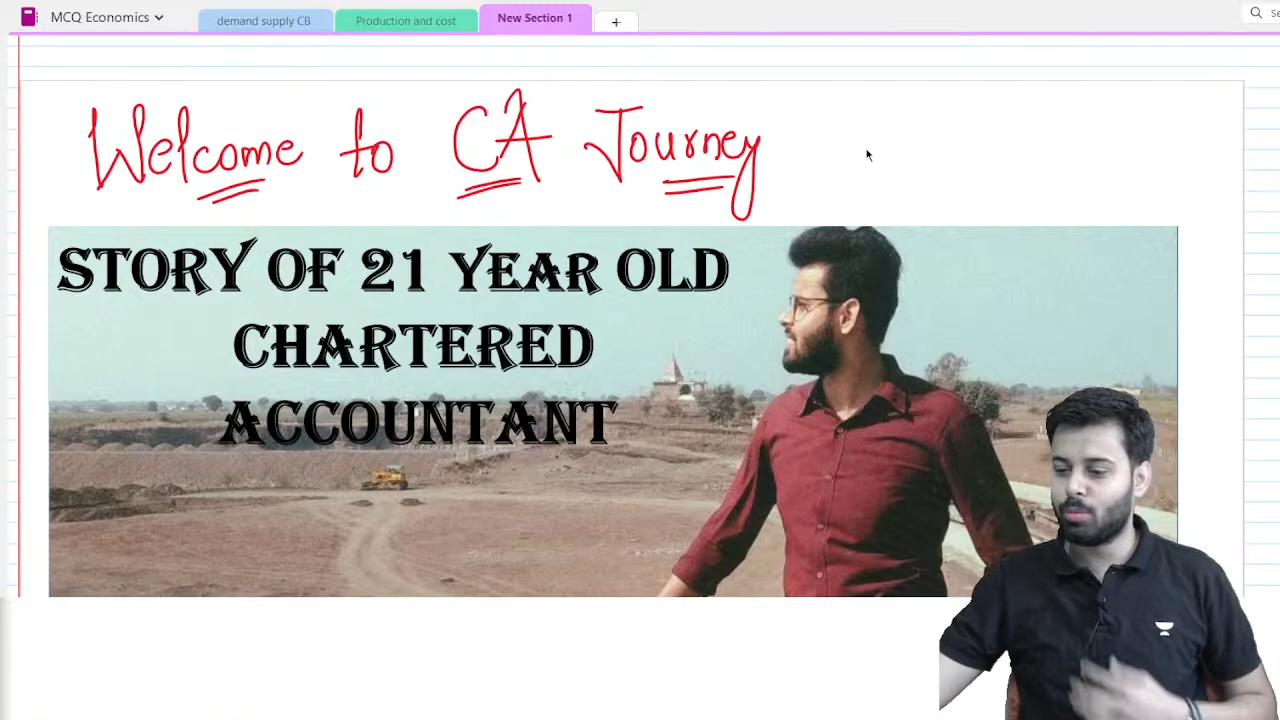 MCQ Economics
demand supply CB
Production and cost
New Section 1
+
Se
Welcome to CA Journey
STORY OF 21 YEAR OLD
CHARTERED
ACCOUNTANT